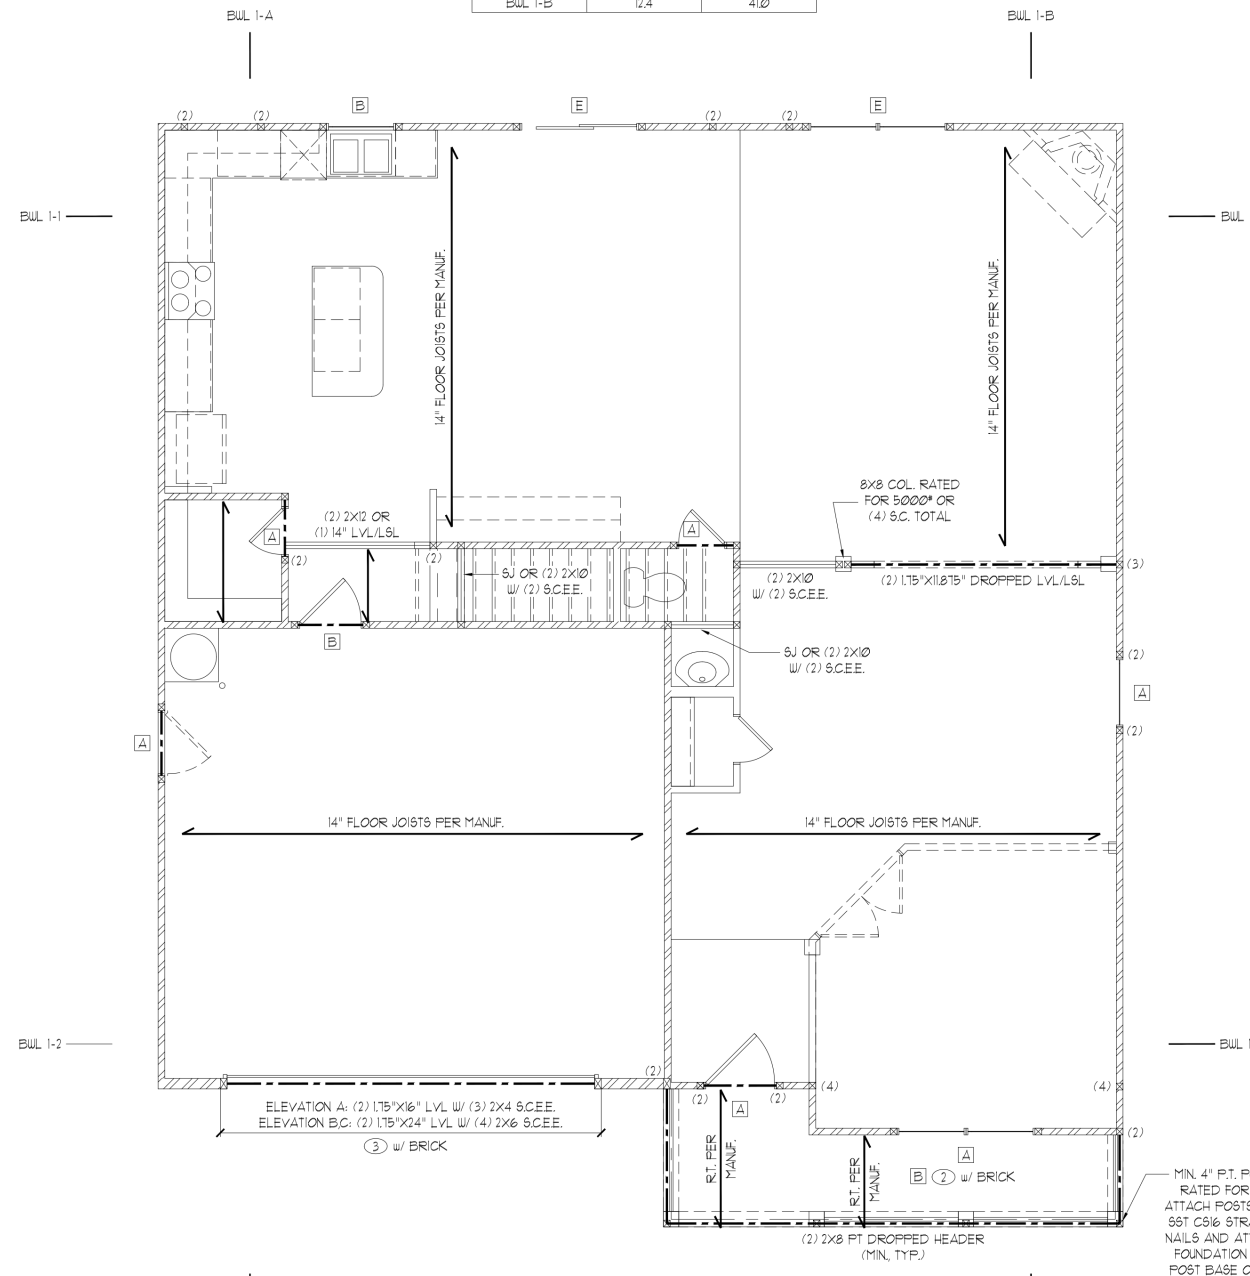 BWL 1-B 12.4 41.0
BWL 1-A
BWL 1-B
(2)
(2)
B
E
(2)
(2)
E
BWL 1-1
BWL
14" FLOOR JOISTS PER MANUF.
14" FLOOR JOISTS PER MANUF.
8X8 COL. RATED
FOR 5000# OR
(4) S.C. TOTAL
(2) 2X12 OR
(1) 14" LVL/LSL
A
A
(2)
(2)
SJ OR (2) 2X10
W/ (2) S.C.E.E.
(2) 2X10
W/ (2) S.C.E.E.
(2) 1.75"X11.875" DROPPED LVL/LSL
(3)
B
SJ OR (2) 2X10
W/ (2) S.C.E.E.
(2)
A
(2)
A
14" FLOOR JOISTS PER MANUF.
14" FLOOR JOISTS PER MANUF.
BWL 1-2
BWL 1
(2)
(2)
(2)
(4)
(4)
A
ELEVATION A: (2) 1.75"X16" LVL W/ (3) 2X4 S.C.E.E.
ELEVATION B,C: (2) 1.75"X24" LVL W/ (4) 2X6 S.C.E.E.
3 w/ BRICK
(2)
R.T. PER
MANUF.
R.T. PER
MANUF.
A
B 2 w/ BRICK
(2) 2X8 PT DROPPED HEADER
(MIN., TYP.)
MIN. 4" P.T. P
RATED FOR
ATTACH POSTS
SST CS16 STRA
NAILS AND AT
FOUNDATION
POST BASE O